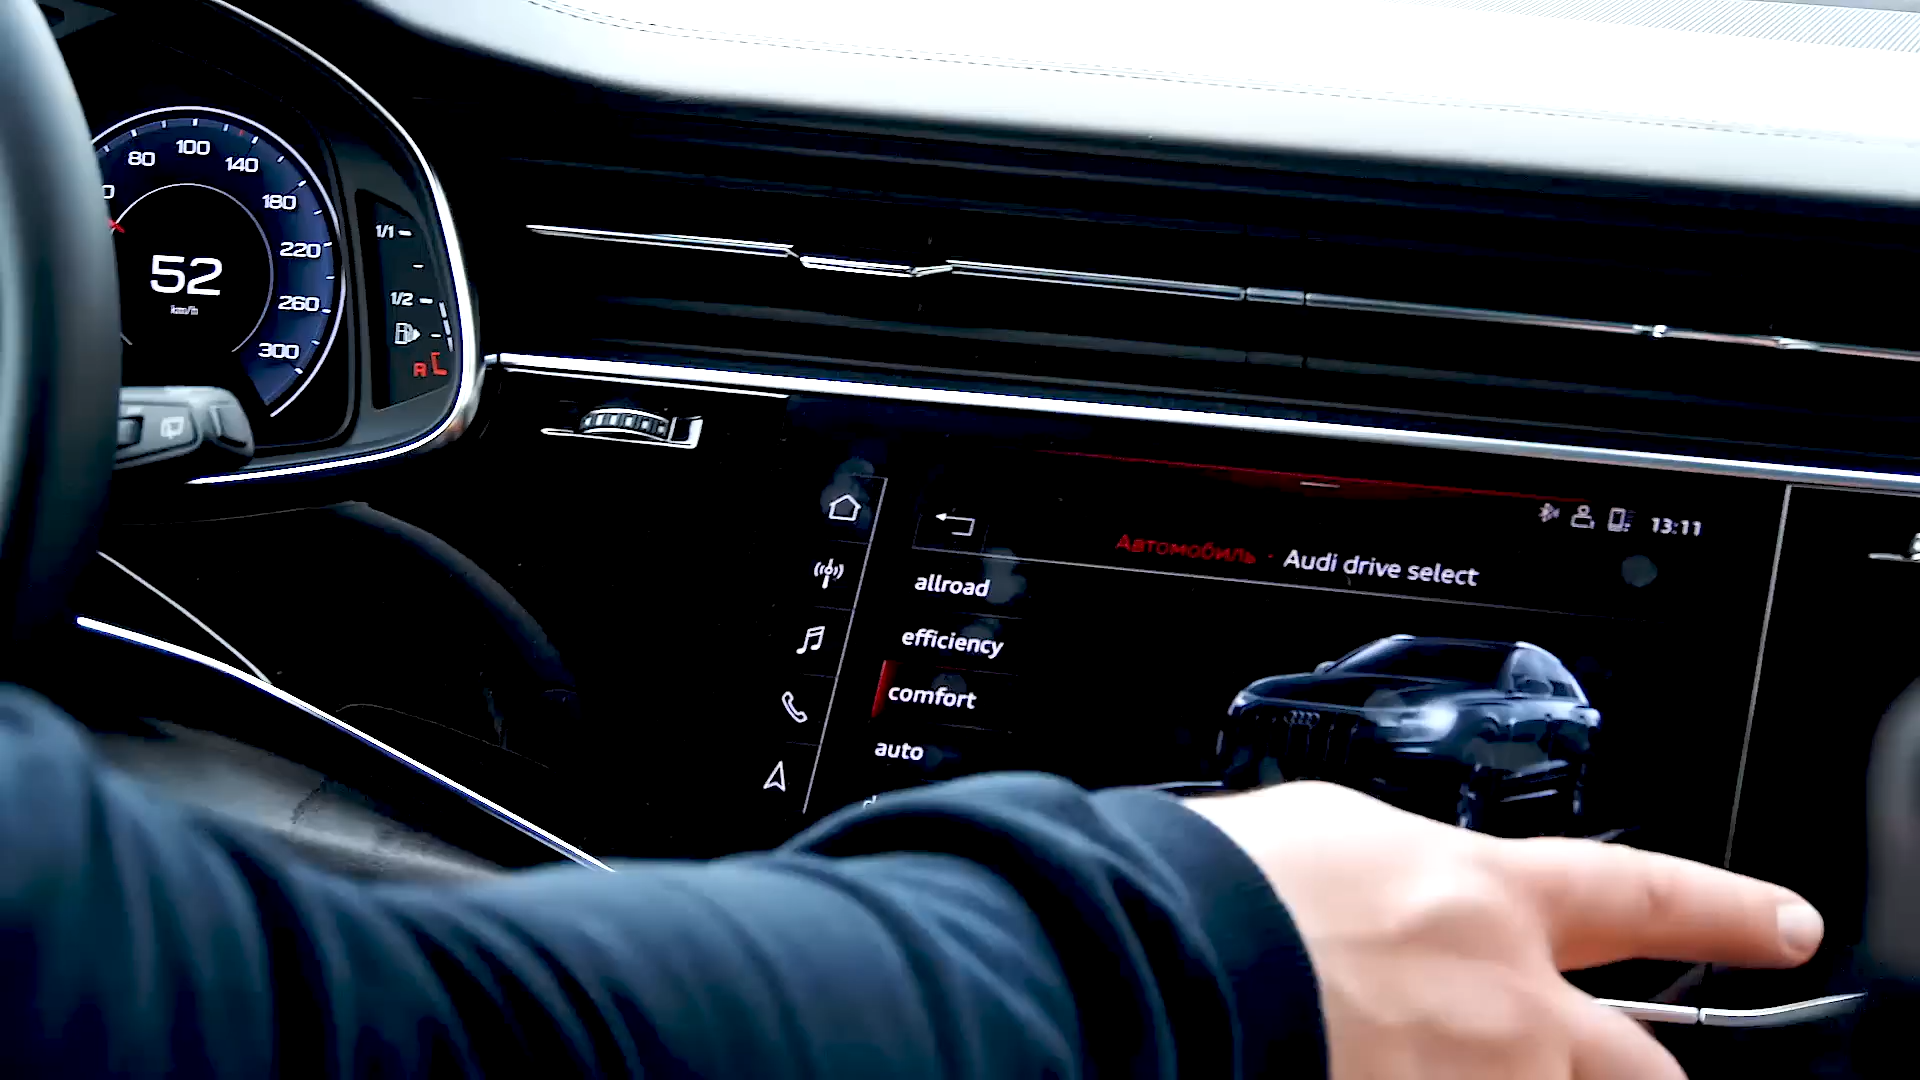 80
100
140
180
220
260
300
52
km/h
1/1
1/2
R
13:11
Автомобиль · Audi drive select
allroad
efficiency
comfort
auto